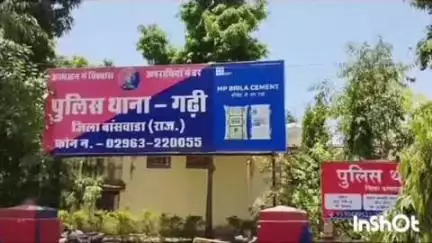 आमजन में विश्वास
अपराधियों में डर
पुलिस थाना - गढ़ी
जिला बांसवाडा (राज.)
फोन न. - 02963-220055
MP BIRLA CEMENT
पुलिस था
जिला
InShOt